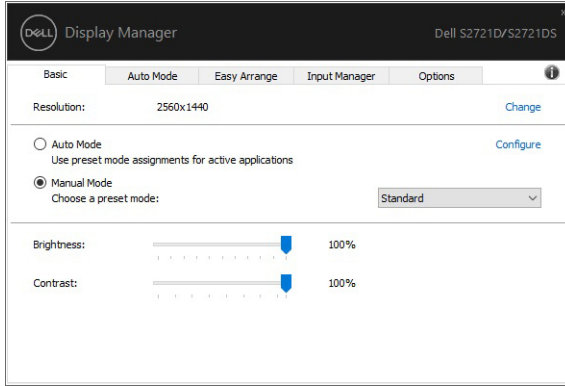 DELL Display Manager Dell S2721D/S2721DS
Basic Auto Mode Easy Arrange Input Manager Options
Resolution: 2560x1440 Change
Auto Mode Configure
Use preset mode assignments for active applications
Manual Mode
Choose a preset mode: Standard
Brightness: 100%
Contrast: 100%